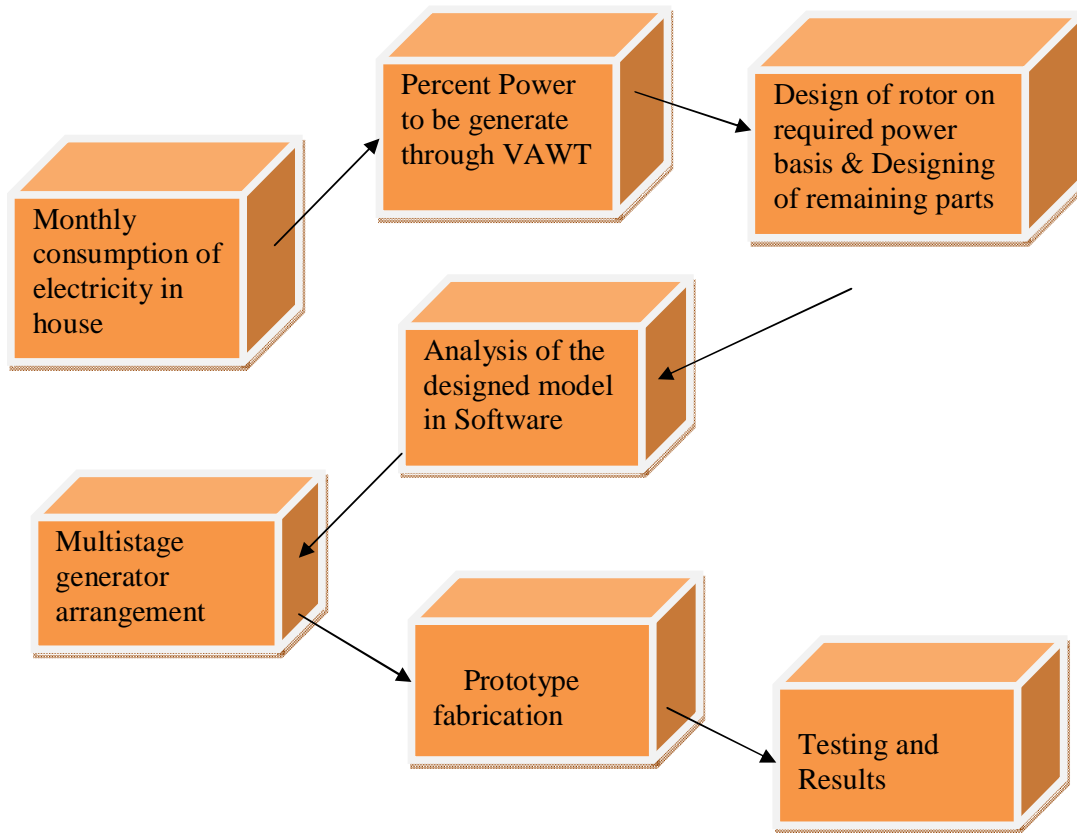 Monthly
consumption of
electricity in
house
Percent Power
to be generate
through VAWT
Design of rotor on
required power
basis & Designing
of remaining parts
Analysis of the
designed model
in Software
Multistage
generator
arrangement
Prototype
fabrication
Testing and
Results